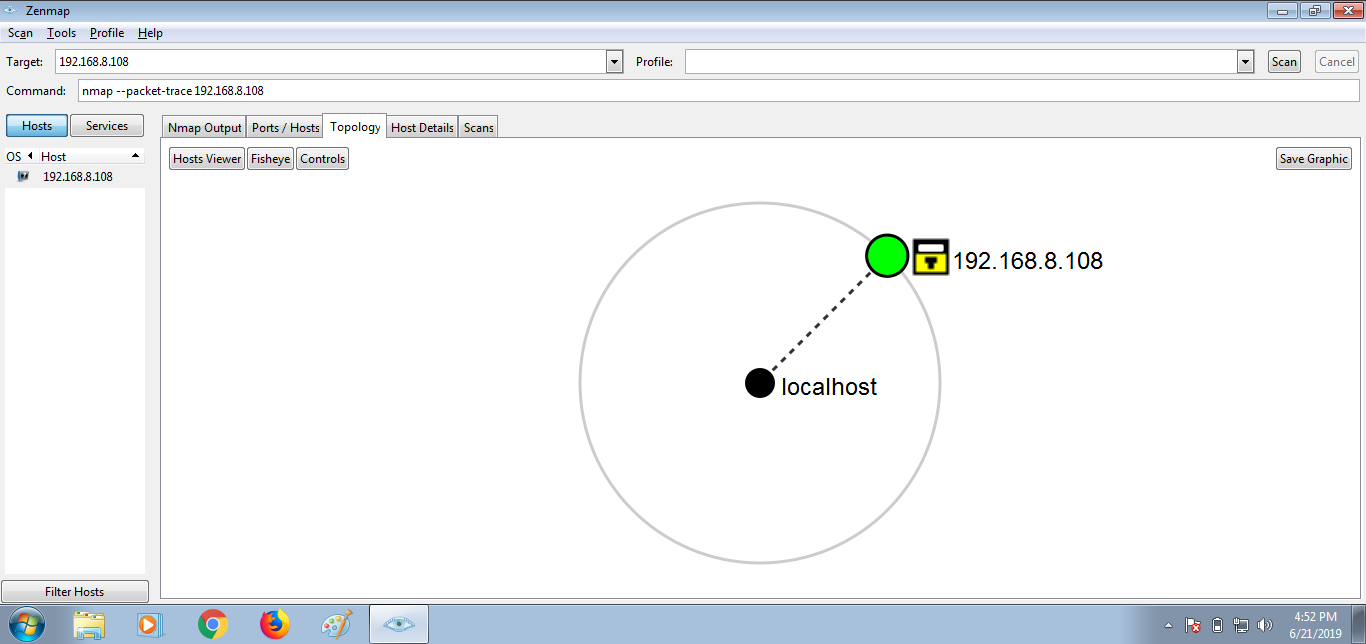 Zenmap
Scan Tools Profile Help
Target: 192.168.8.108 Profile: Scan Cancel
Command: nmap --packet-trace 192.168.8.108
Hosts Services Nmap Output Ports / Hosts Topology Host Details Scans
OS Host
192.168.8.108
Hosts Viewer Fisheye Controls Save Graphic
192.168.8.108
localhost
Filter Hosts
4:52 PM
6/21/2019